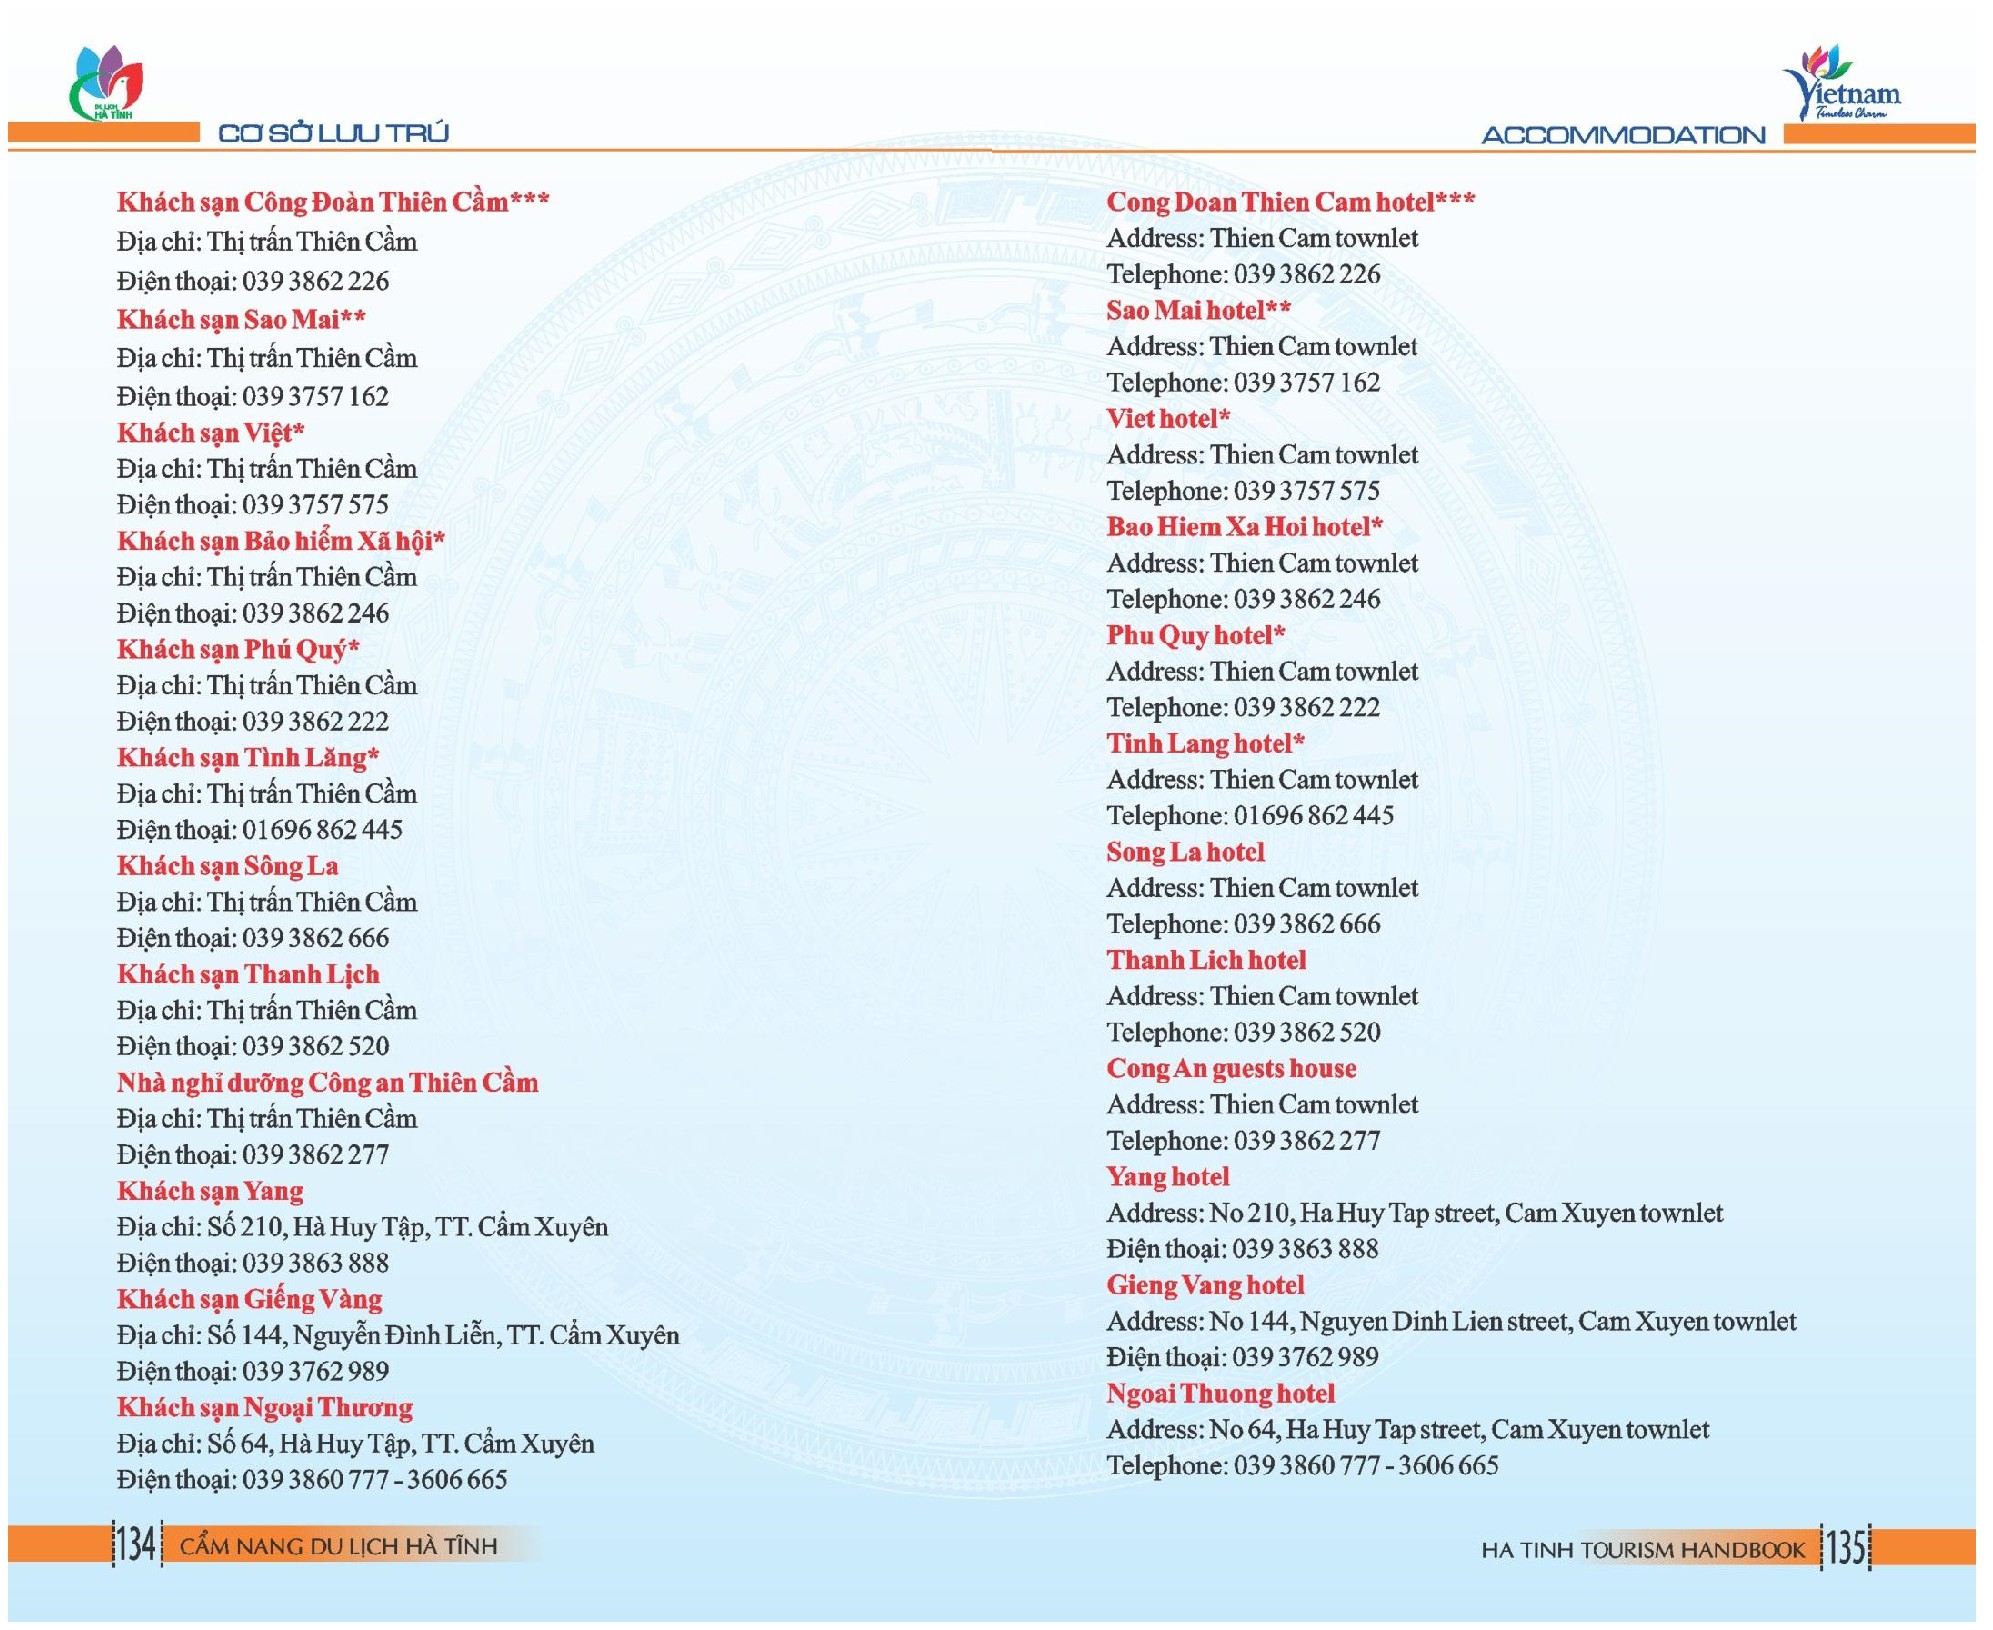 DU LỊCH
HÀ TĨNH
CƠ SỞ LƯU TRÚ
Khách sạn Công Đoàn Thiên Cầm***
Địa chỉ: Thị trấn Thiên Cầm
Điện thoại: 039 3862 226
Khách sạn Sao Mai**
Địa chỉ: Thị trấn Thiên Cầm
Điện thoại: 039 3757 162
Khách sạn Việt*
Địa chỉ: Thị trấn Thiên Cầm
Điện thoại: 039 3757 575
Khách sạn Bảo hiểm Xã hội*
Địa chỉ: Thị trấn Thiên Cầm
Điện thoại: 039 3862 246
Khách sạn Phú Quý*
Địa chỉ: Thị trấn Thiên Cầm
Điện thoại: 039 3862 222
Khách sạn Tình Lăng*
Địa chỉ: Thị trấn Thiên Cầm
Điện thoại: 01696 862 445
Khách sạn Sông La
Địa chỉ: Thị trấn Thiên Cầm
Điện thoại: 039 3862 666
Khách sạn Thanh Lịch
Địa chỉ: Thị trấn Thiên Cầm
Điện thoại: 039 3862 520
Nhà nghỉ dưỡng Công an Thiên Cầm
Địa chỉ: Thị trấn Thiên Cầm
Điện thoại: 039 3862 277
Khách sạn Yang
Địa chỉ: Số 210, Hà Huy Tập, TT. Cẩm Xuyên
Điện thoại: 039 3863 888
Khách sạn Giếng Vàng
Địa chỉ: Số 144, Nguyễn Đình Liễn, TT. Cẩm Xuyên
Điện thoại: 039 3762 989
Khách sạn Ngoại Thương
Địa chỉ: Số 64, Hà Huy Tập, TT. Cẩm Xuyên
Điện thoại: 039 3860 777 - 3606 665
134 CẨM NANG DU LỊCH HÀ TĨNH
Vietnam
Timeless Charm
ACCOMMODATION
Cong Doan Thien Cam hotel***
Address: Thien Cam townlet
Telephone: 039 3862 226
Sao Mai hotel**
Address: Thien Cam townlet
Telephone: 039 3757 162
Viet hotel*
Address: Thien Cam townlet
Telephone: 039 3757 575
Bao Hiem Xa Hoi hotel*
Address: Thien Cam townlet
Telephone: 039 3862 246
Phu Quy hotel*
Address: Thien Cam townlet
Telephone: 039 3862 222
Tinh Lang hotel*
Address: Thien Cam townlet
Telephone: 01696 862 445
Song La hotel
Address: Thien Cam townlet
Telephone: 039 3862 666
Thanh Lich hotel
Address: Thien Cam townlet
Telephone: 039 3862 520
Cong An guests house
Address: Thien Cam townlet
Telephone: 039 3862 277
Yang hotel
Address: No 210, Ha Huy Tap street, Cam Xuyen townlet
Điện thoại: 039 3863 888
Gieng Vang hotel
Address: No 144, Nguyen Dinh Lien street, Cam Xuyen townlet
Điện thoại: 039 3762 989
Ngoai Thuong hotel
Address: No 64, Ha Huy Tap street, Cam Xuyen townlet
Telephone: 039 3860 777 - 3606 665
HA TINH TOURISM HANDBOOK 135